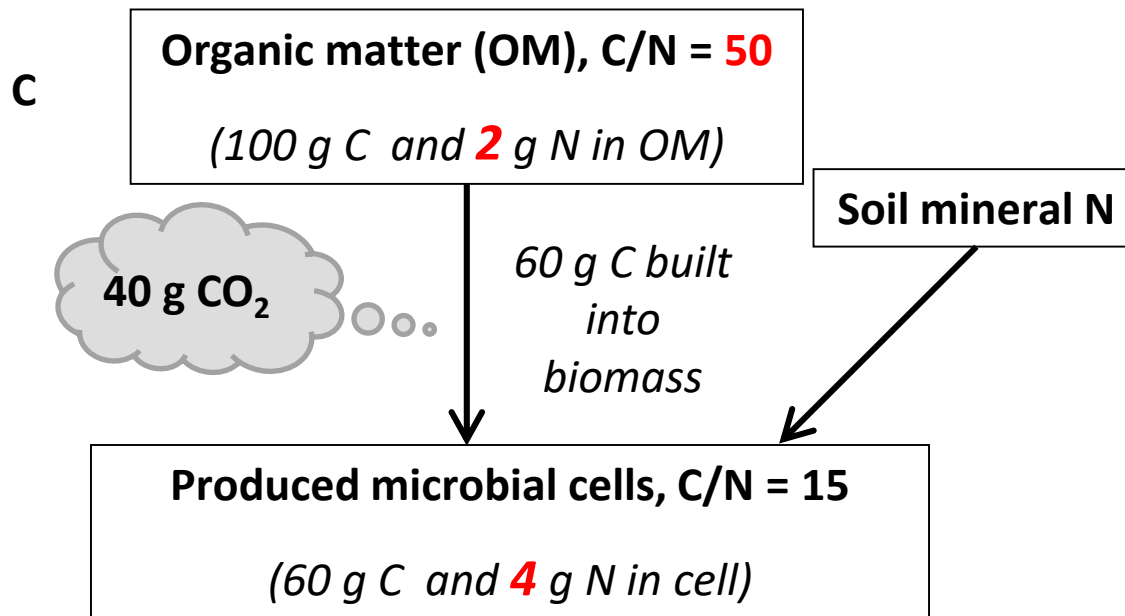 C
Organic matter (OM), C/N = 50
(100 g C and 2 g N in OM)
Soil mineral N
40 g CO₂
60 g C built
into
biomass
Produced microbial cells, C/N = 15
(60 g C and 4 g N in cell)